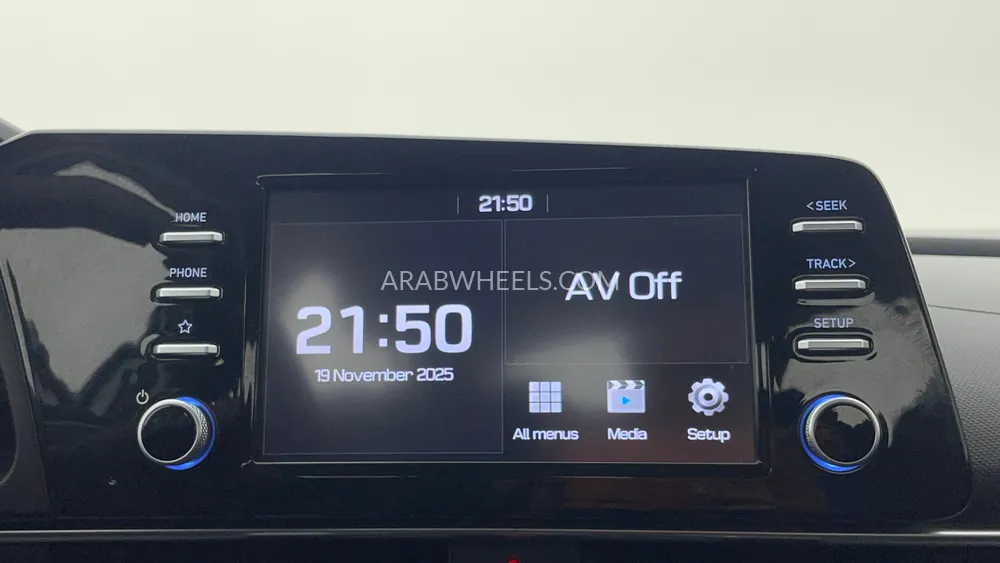 HOME
PHONE
21:50
21:50
19 November 2025
AV Off
All menus
Media
Setup
<SEEK
TRACK>
SETUP
ARABWHEELS.COM